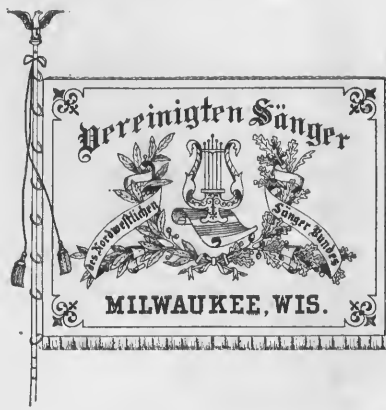 Vereinigten Sänger
des Nordwestlichen
Sänger Bundes
MILWAUKEE, WIS.